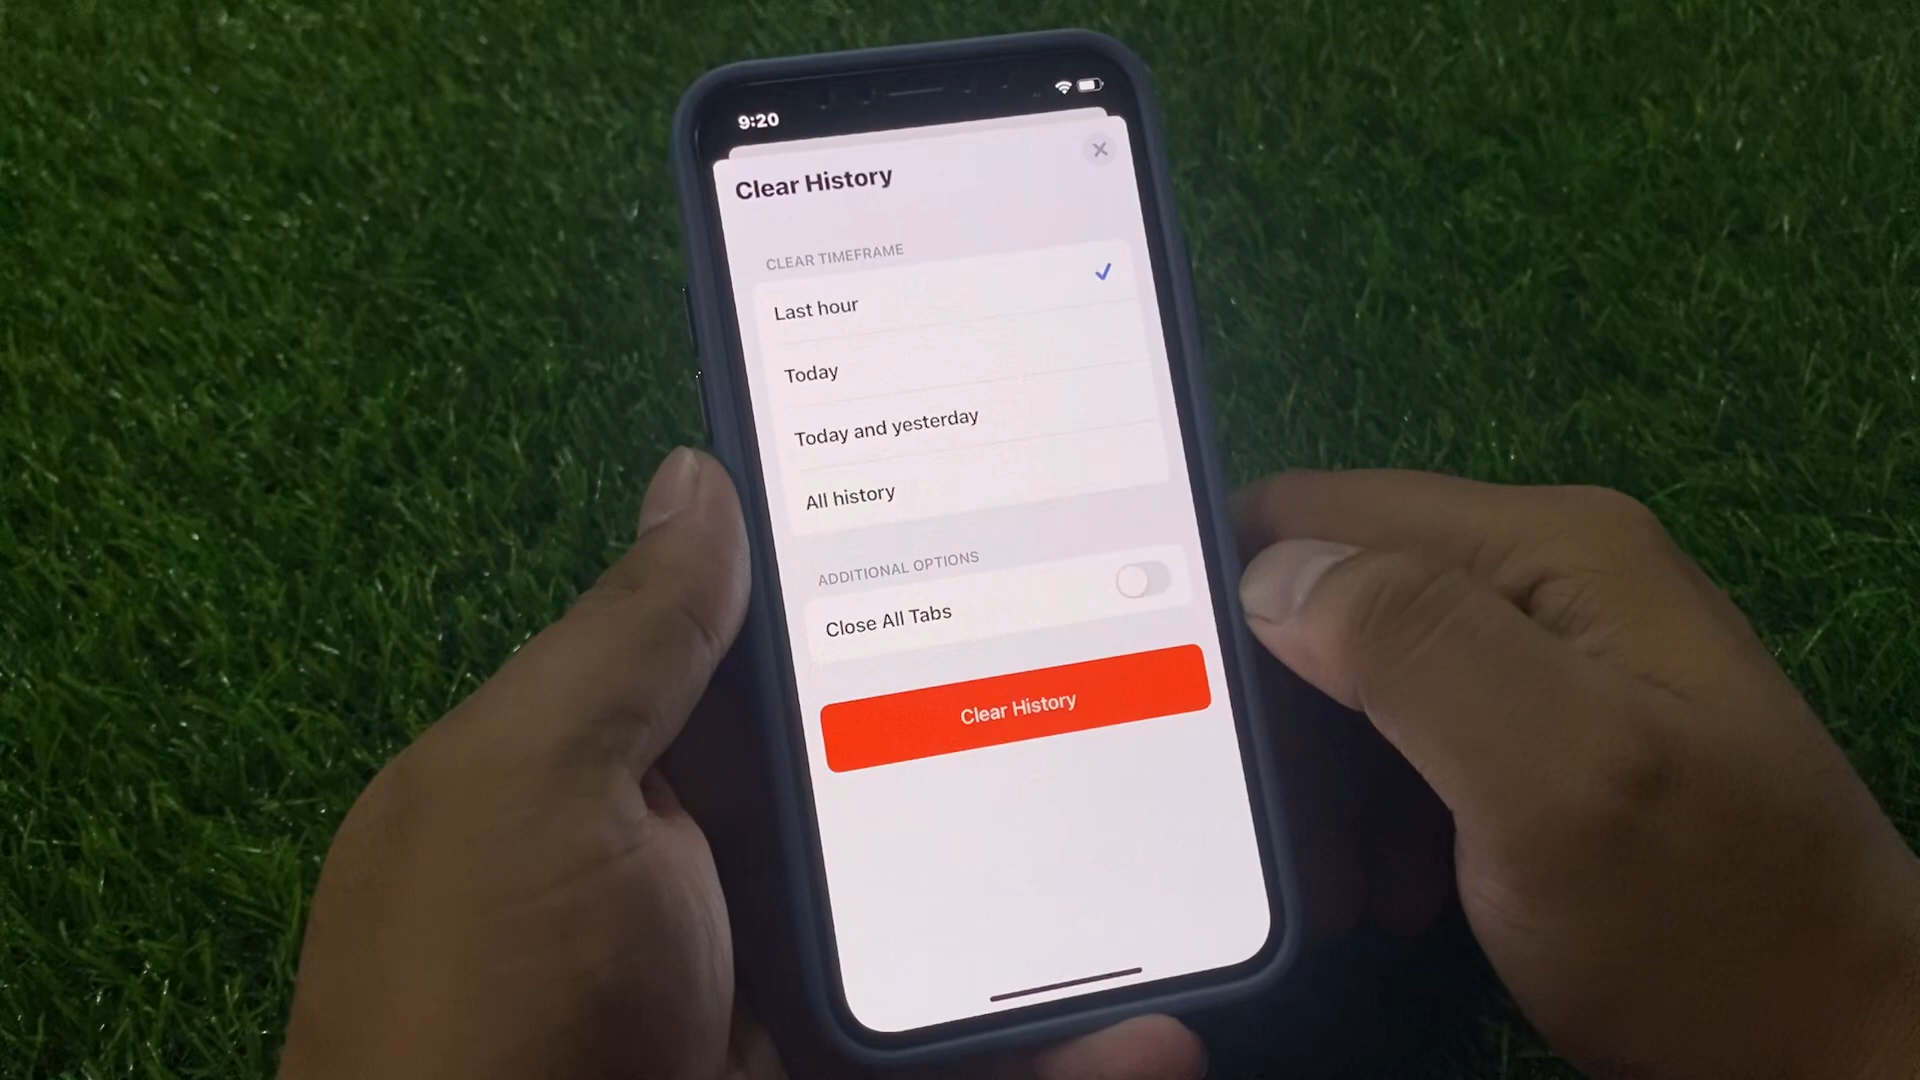 9:20
Clear History
CLEAR TIMEFRAME
Last hour
Today
Today and yesterday
All history
ADDITIONAL OPTIONS
Close All Tabs
Clear History